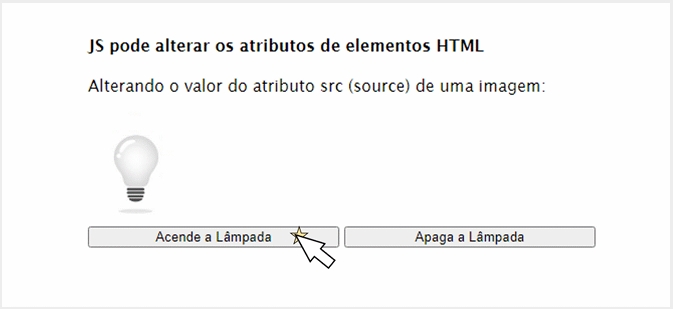 JS pode alterar os atributos de elementos HTML
Alterando o valor do atributo src (source) de uma imagem:
Acende a Lâmpada
Apaga a Lâmpada